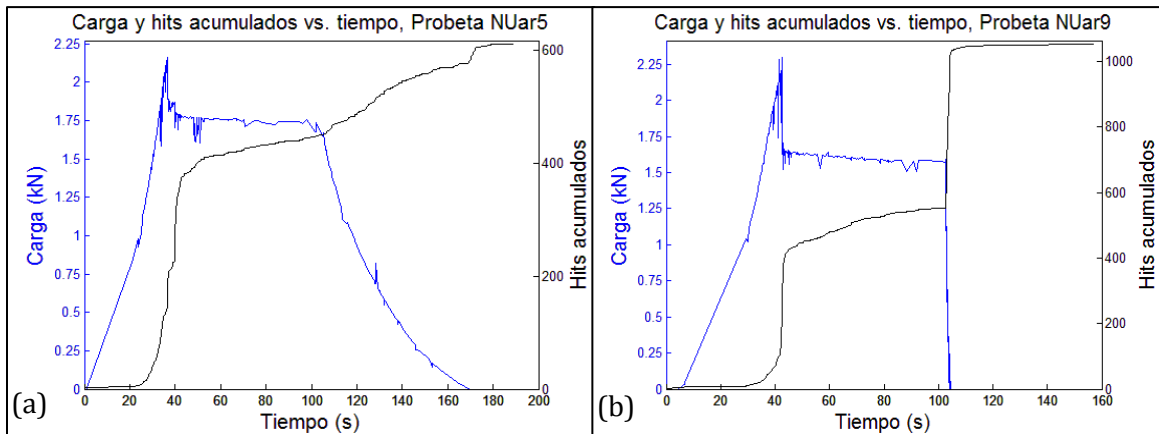 Carga y hits acumulados vs. tiempo, Probeta NUar5
2.25
2
1.75
1.5
1.25
1
0.75
0.5
0.25
0
Carga (kN)
600
400
200
0
Hits acumulados
0 20 40 60 80 100 120 140 160 180 200
Tiempo (s)
(a)
Carga y hits acumulados vs. tiempo, Probeta NUar9
2.25
2
1.75
1.5
1.25
1
0.75
0.5
0.25
0
Carga (kN)
1000
800
600
400
200
0
Hits acumulados
0 20 40 60 80 100 120 140 160
Tiempo (s)
(b)